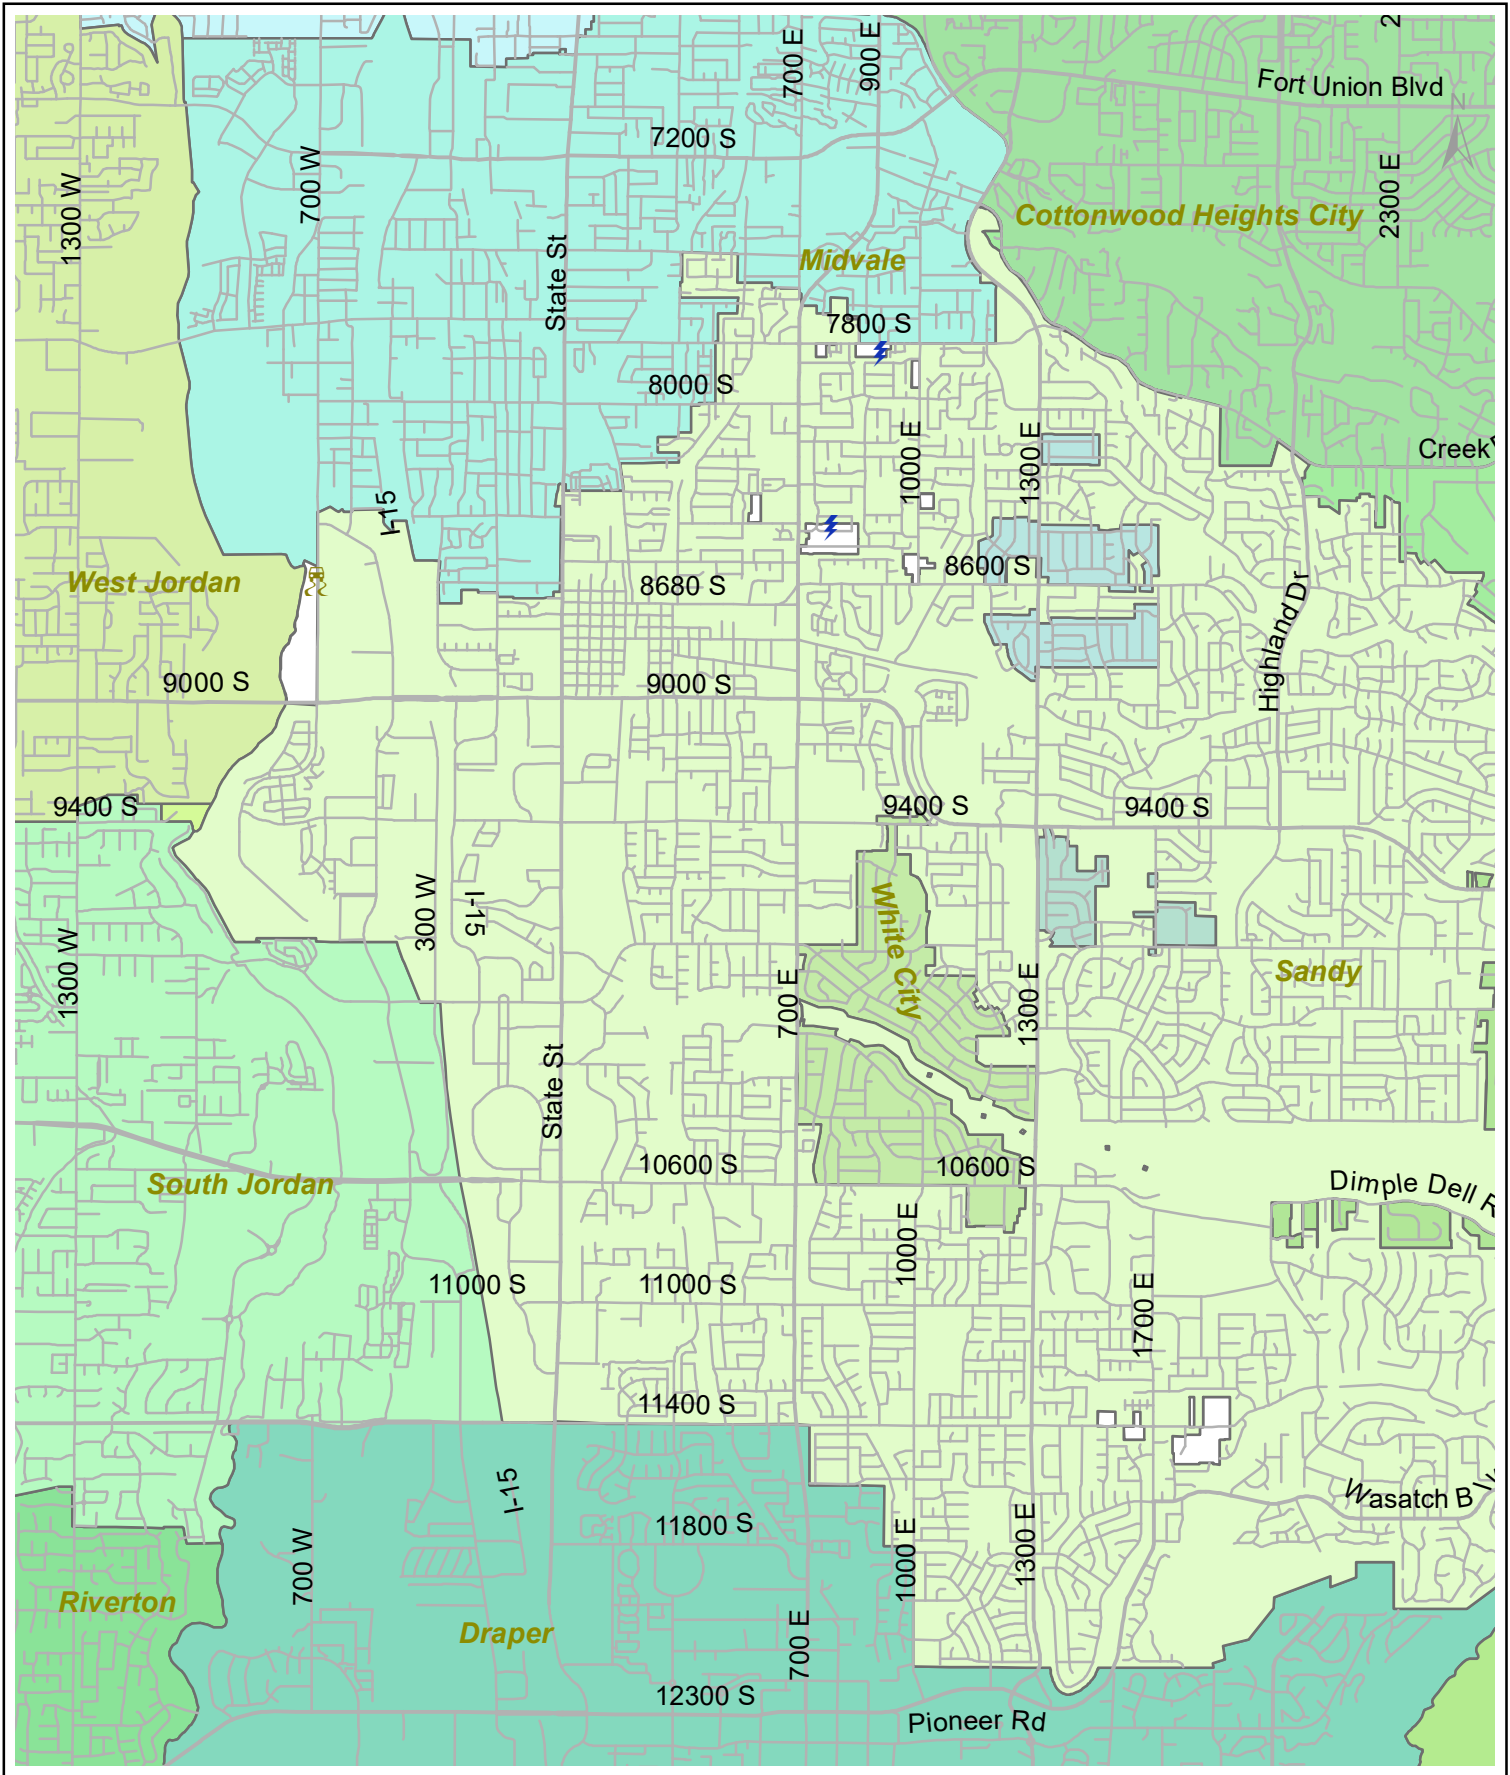 2
700 E
900 E
Fort Union Blvd
N
7200 S
700 W
1300 W
2300 E
Cottonwood Heights City
State St
Midvale
7800 S
8000 S
1000 E
1300 E
Creek
I-15
8600 S
West Jordan
8680 S
Highland Dr
9000 S
9000 S
9400 S
9400 S
9400 S
300 W
I-15
White City
1300 W
Sandy
700 E
1300 E
State St
10600 S
10600 S
South Jordan
Dimple Dell R
1000 E
11000 S
11000 S
1700 E
11400 S
I-15
Wasatch Blv
11800 S
700 W
1000 E
1300 E
Riverton
Draper
700 E
12300 S
Pioneer Rd